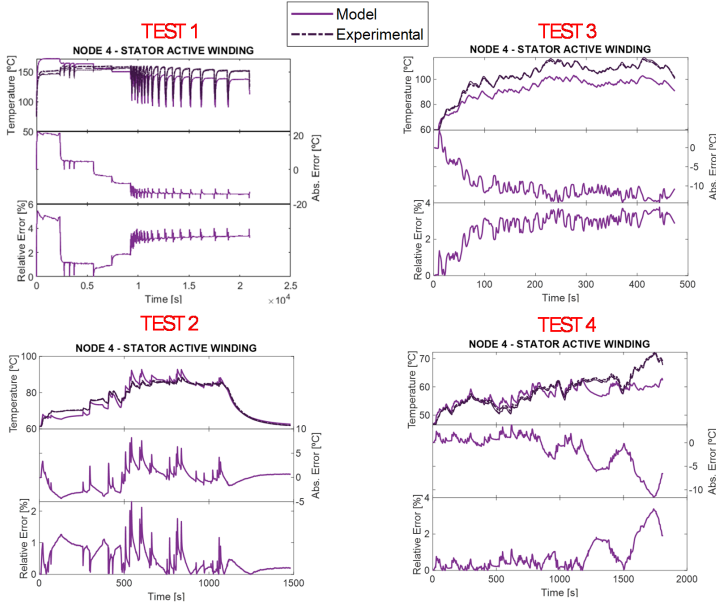 Model
Experimental
TEST 1
NODE 4 - STATOR ACTIVE WINDING
Temperature [ºC]
150
100
50
20
0
-20
Abs. Error [ºC]
6
4
2
0
Relative Error [%]
0 0.5 1 1.5 2 2.5
Time [s]
×10⁴
TEST 3
NODE 4 - STATOR ACTIVE WINDING
Temperature [ºC]
100
80
60
0
-5
-10
Abs. Error [ºC]
4
2
0
Relative Error [%]
0 100 200 300 400 500
Time [s]
TEST 2
NODE 4 - STATOR ACTIVE WINDING
Temperature [ºC]
100
80
60
10
5
0
-5
Abs. Error [ºC]
2
1
0
Relative Error [%]
0 500 1000 1500
Time [s]
TEST 4
NODE 4 - STATOR ACTIVE WINDING
Temperature [ºC]
70
60
50
0
-5
-10
Abs. Error [ºC]
4
2
0
Relative Error [%]
0 500 1000 1500 2000
Time [s]